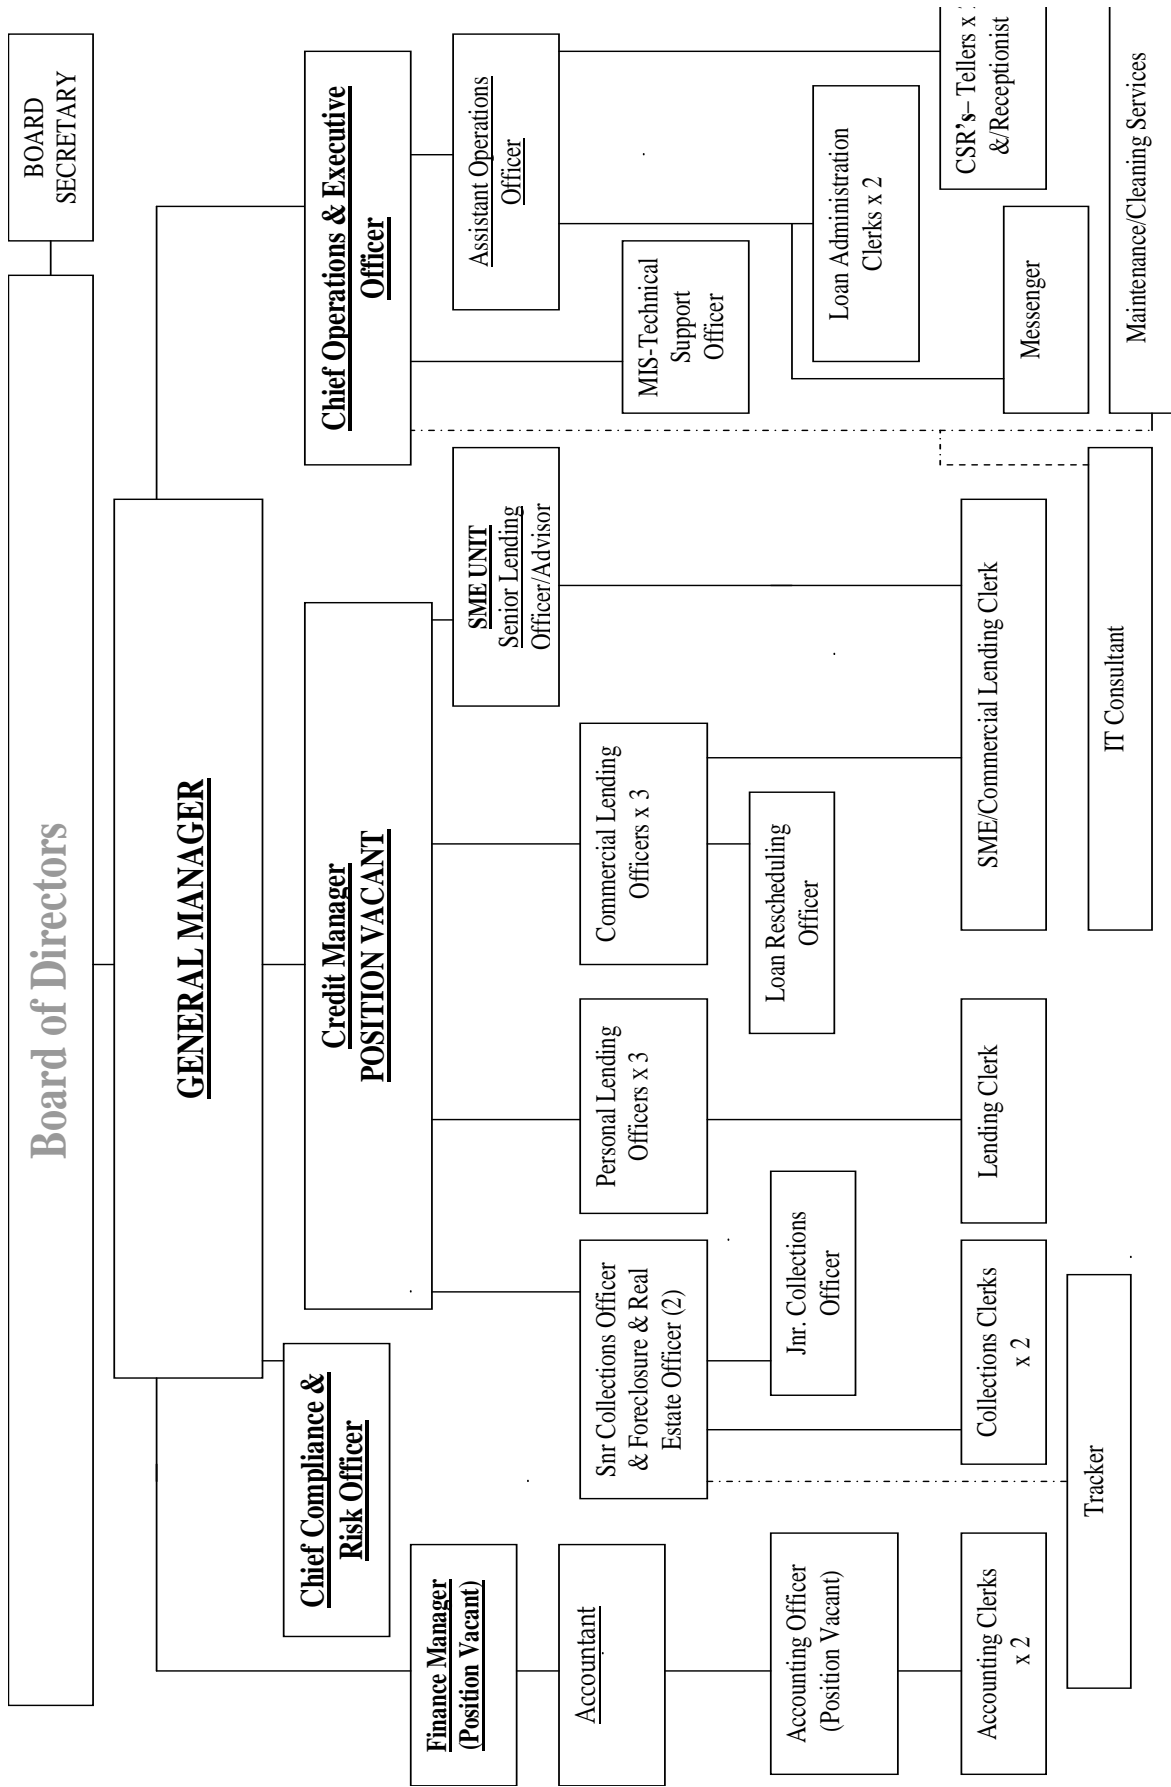 Board of Directors
BOARD
SECRETARY
GENERAL MANAGER
Chief Compliance &
Risk Officer
Credit Manager
POSITION VACANT
Chief Operations & Executive
Officer
Finance Manager
(Position Vacant)
SME UNIT
Senior Lending
Officer/Advisor
Assistant Operations
Officer
Accountant
Snr Collections Officer
& Foreclosure & Real
Estate Officer (2)
Personal Lending
Officers x 3
Commercial Lending
Officers x 3
MIS-Technical
Support
Officer
Accounting Officer
(Position Vacant)
Jnr. Collections
Officer
Loan Rescheduling
Officer
Loan Administration
Clerks x 2
Accounting Clerks
x 2
Collections Clerks
x 2
Lending Clerk
SME/Commercial Lending Clerk
Messenger
CSR's– Tellers x
&/Receptionist
Tracker
IT Consultant
Maintenance/Cleaning Services